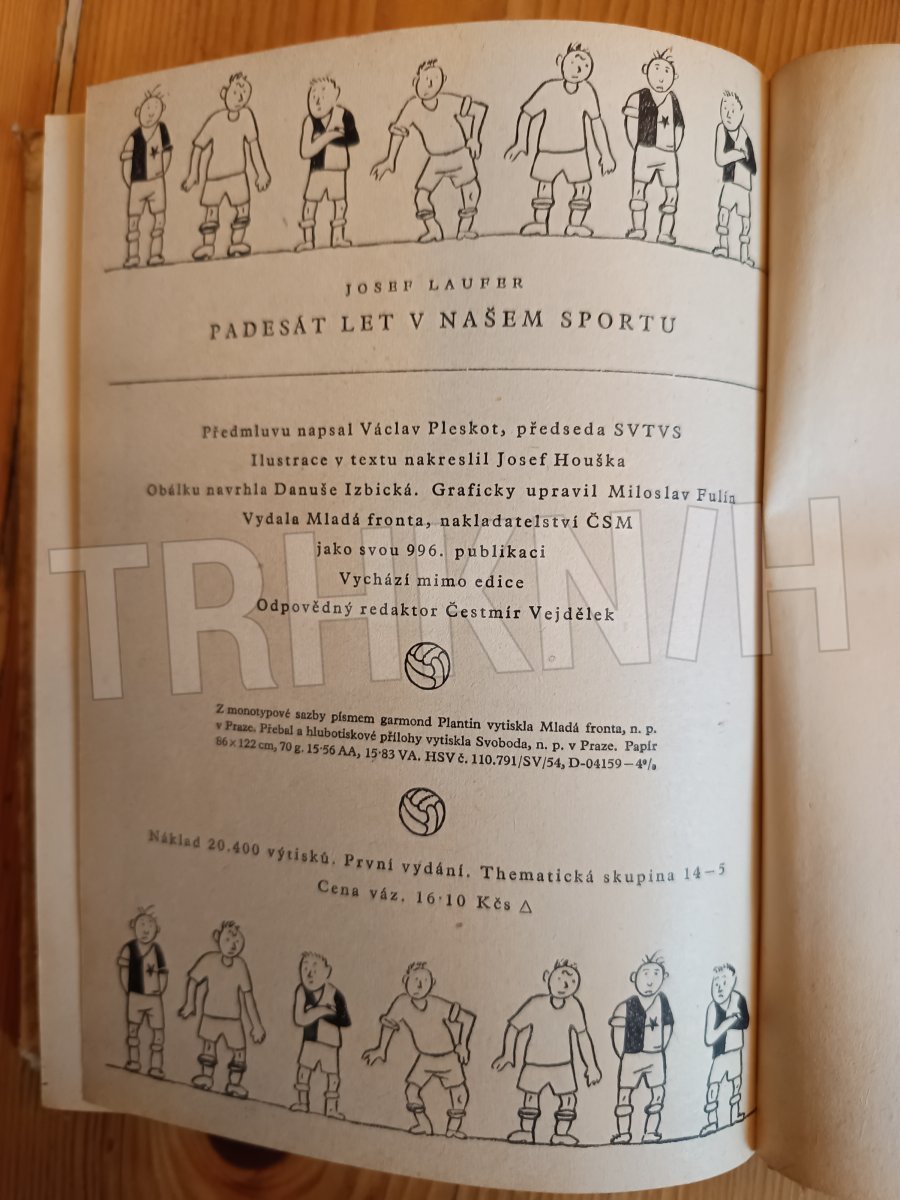 JOSEF LAUFER
PADESÁT LET V NAŠEM SPORTU
Předmluvu napsal Václav Pleskot, předseda SVTVS
Ilustrace v textu nakreslil Josef Houška
Obálku navrhla Danuše Izbická. Graficky upravil Miloslav Fulín
Vydala Mladá fronta, nakladatelství ČSM
jako svou 996. publikaci
Vychází mimo edice
Odpovědný redaktor Čestmír Vejdělek
TRHKNIH
Z monotypové sazby písmem garmond Plantin vytiskla Mladá fronta, n. p.
v Praze. Přebal a hlubotiskové přílohy vytiskla Svoboda, n. p. v Praze. Papír
86×122 cm, 70 g. 15·56 AA, 15·83 VA. HSV č. 110.791/SV/54, D-04159—
Náklad 20.400 výtisků. První vydání. Thematická skupina 14–5
Cena váz. 16·10 Kčs △